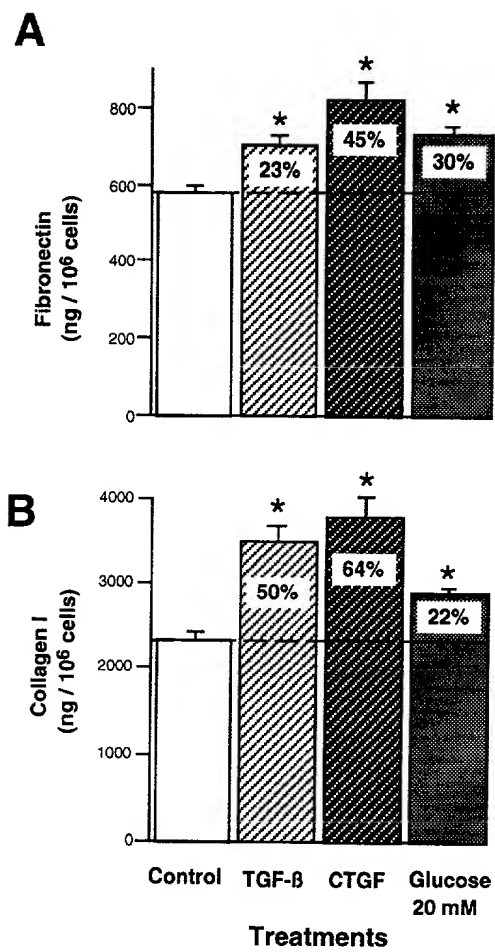 A
Fibronectin
(ng / 10⁶ cells)
800
600
400
200
0
*
*
*
23%
45%
30%
B
Collagen I
(ng / 10⁶ cells)
4000
3000
2000
1000
0
*
*
*
50%
64%
22%
Control TGF-ß CTGF Glucose
20 mM
Treatments